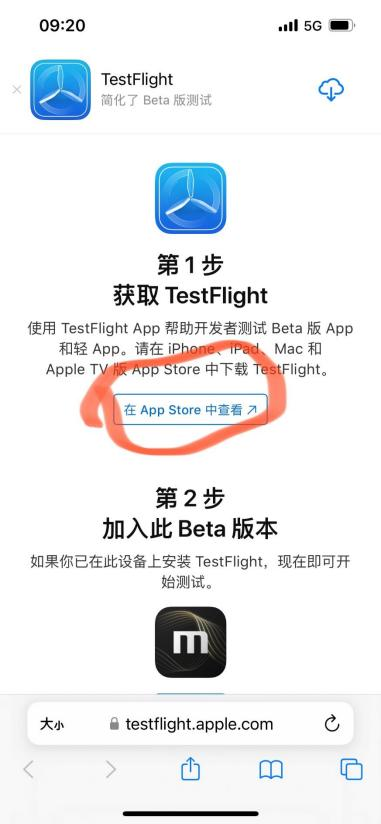 09:20
5G
TestFlight
简化了 Beta 版测试
第 1 步
获取 TestFlight
使用 TestFlight App 帮助开发者测试 Beta 版 App
和轻 App。请在 iPhone、iPad、Mac 和
Apple TV 版 App Store 中下载 TestFlight。
在 App Store 中查看↗
第 2 步
加入此 Beta 版本
如果你已在此设备上安装 TestFlight，现在即可开
始测试。
m
大小 testflight.apple.com